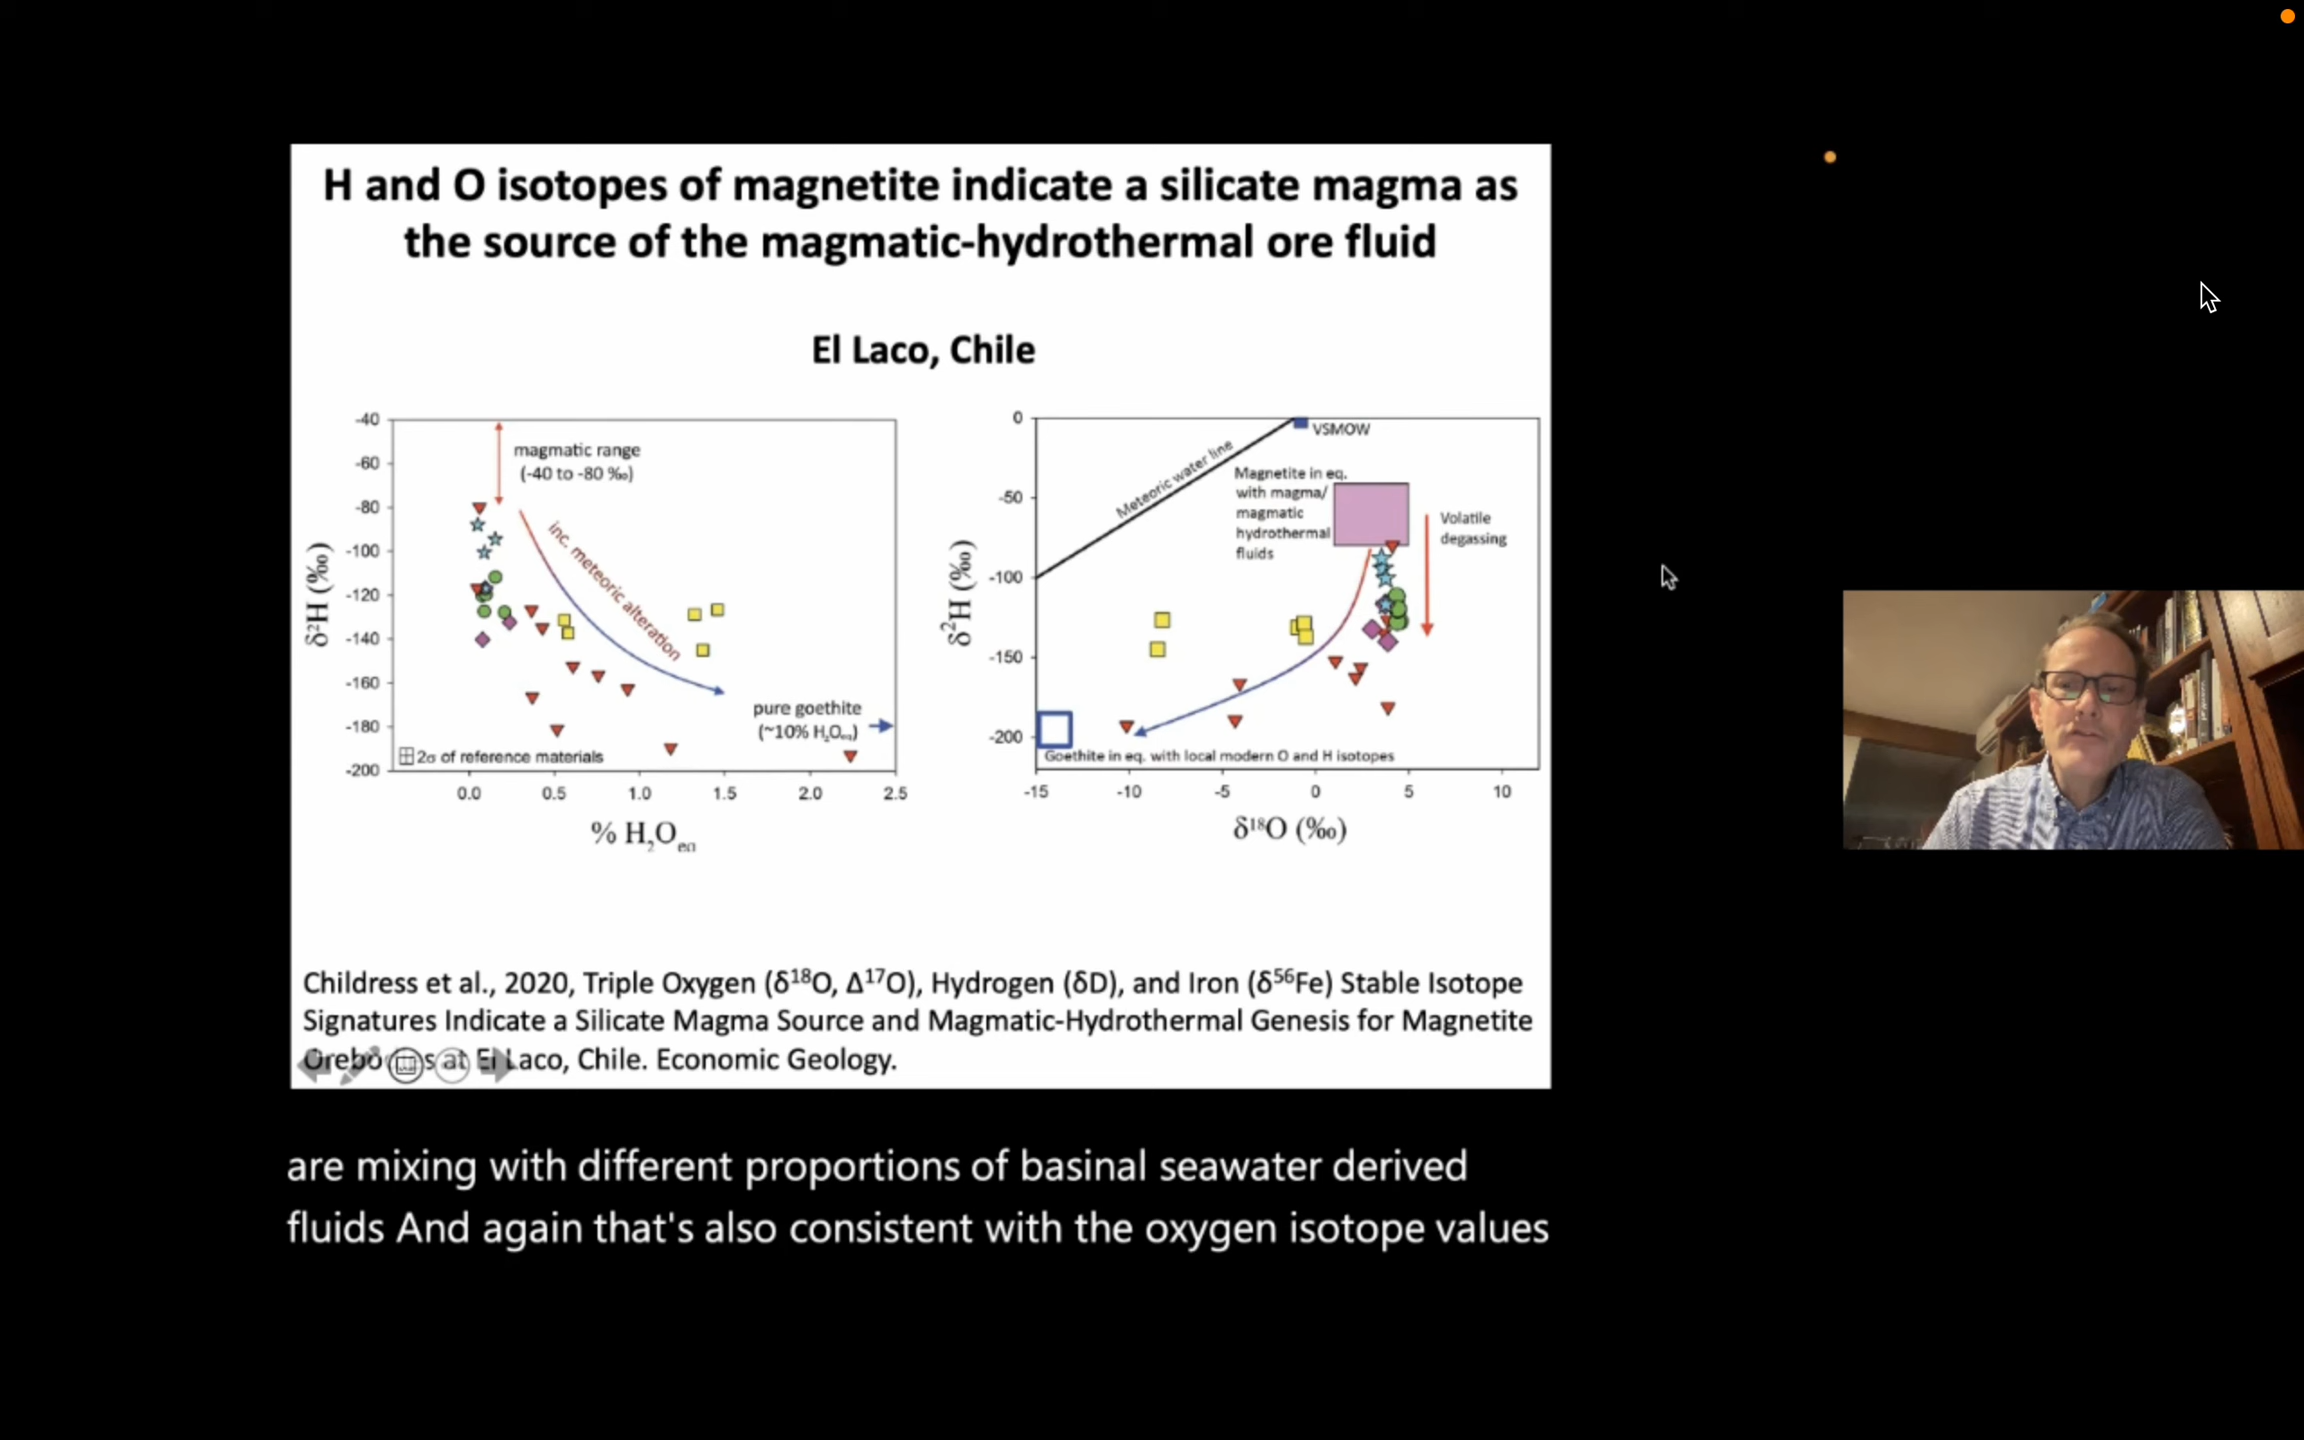 H and O isotopes of magnetite indicate a silicate magma as
the source of the magmatic-hydrothermal ore fluid
El Laco, Chile
-40
-60
-80
-100
-120
-140
-160
-180
-200
δ²H (‰)
magmatic range
(-40 to -80 ‰)
inc. meteoric alteration
pure goethite
(~10% H₂Oₑq)
2σ of reference materials
0.0 0.5 1.0 1.5 2.0 2.5
% H₂Oeq
0
-50
-100
-150
-200
δ²H (‰)
VSMOW
Meteoric water line
Magnetite in eq.
with magma/
magmatic
hydrothermal
fluids
Volatile
degassing
Goethite in eq. with local modern O and H isotopes
-15 -10 -5 0 5 10
δ¹⁸O (‰)
Childress et al., 2020, Triple Oxygen (δ¹⁸O, Δ¹⁷O), Hydrogen (δD), and Iron (δ⁵⁶Fe) Stable Isotope
Signatures Indicate a Silicate Magma Source and Magmatic-Hydrothermal Genesis for Magnetite
Orebodies at El Laco, Chile. Economic Geology.
are mixing with different proportions of basinal seawater derived
fluids And again that's also consistent with the oxygen isotope values